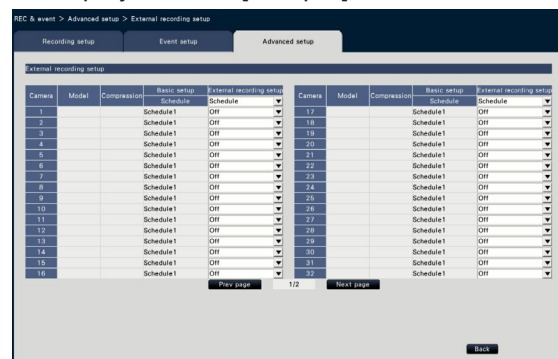 REC & event > Advanced setup > External recording setup
Recording setup Event setup Advanced setup
External recording setup
Camera Model Compression Basic setup External recording setup Camera Model Compression Basic setup External recording setup
Schedule Schedule Schedule Schedule
1 Schedule1 Off 17 Schedule1 Off
2 Schedule1 Off 18 Schedule1 Off
3 Schedule1 Off 19 Schedule1 Off
4 Schedule1 Off 20 Schedule1 Off
5 Schedule1 Off 21 Schedule1 Off
6 Schedule1 Off 22 Schedule1 Off
7 Schedule1 Off 23 Schedule1 Off
8 Schedule1 Off 24 Schedule1 Off
9 Schedule1 Off 25 Schedule1 Off
10 Schedule1 Off 26 Schedule1 Off
11 Schedule1 Off 27 Schedule1 Off
12 Schedule1 Off 28 Schedule1 Off
13 Schedule1 Off 29 Schedule1 Off
14 Schedule1 Off 30 Schedule1 Off
15 Schedule1 Off 31 Schedule1 Off
16 Schedule1 Off 32 Schedule1 Off
Prev page 1/2 Next page
Back